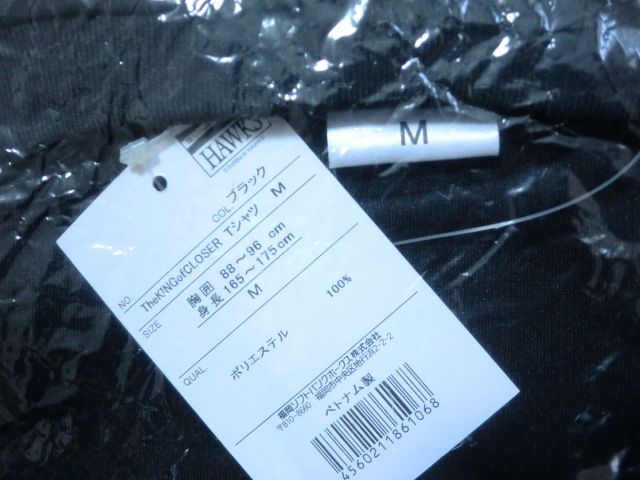 M
HAWKS
COL. ブラック
NO TheK!NGofCLOSER Tシャツ M
SIZE 胸囲 88～96 cm
身長 165～175cm
M
QUAL ポリエステル 100%
福岡ソフトバンクホークス株式会社
〒810-8660 福岡市中央区地行浜2-2-2
ベトナム製
4560211861068